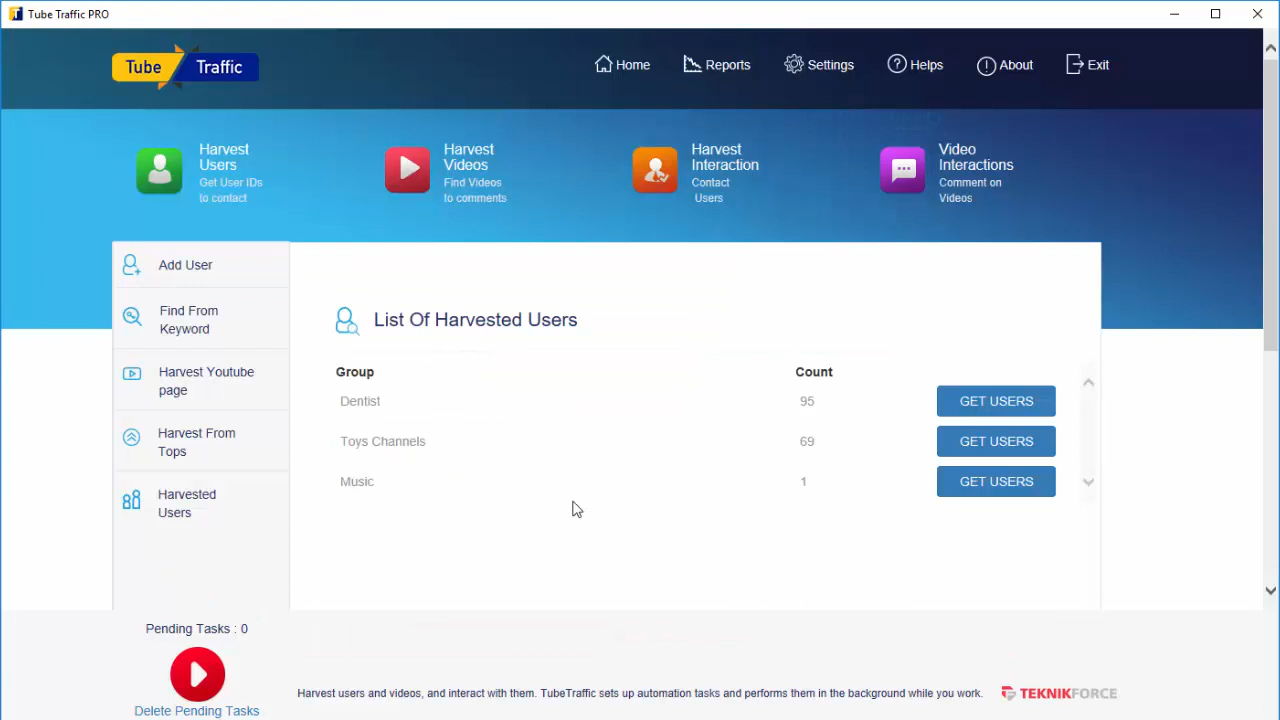 Tube Traffic PRO
Tube Traffic
Home
Reports
Settings
Helps
About
Exit
Harvest
Users
Get User IDs
to contact
Harvest
Videos
Find Videos
to comments
Harvest
Interaction
Contact
Users
Video
Interactions
Comment on
Videos
Add User
Find From
Keyword
Harvest Youtube
page
Harvest From
Tops
Harvested
Users
List Of Harvested Users
Group Count
Dentist 95 GET USERS
Toys Channels 69 GET USERS
Music 1 GET USERS
Pending Tasks : 0
Delete Pending Tasks
Harvest users and videos, and interact with them. TubeTraffic sets up automation tasks and performs them in the background while you work.
TEKNIKFORCE